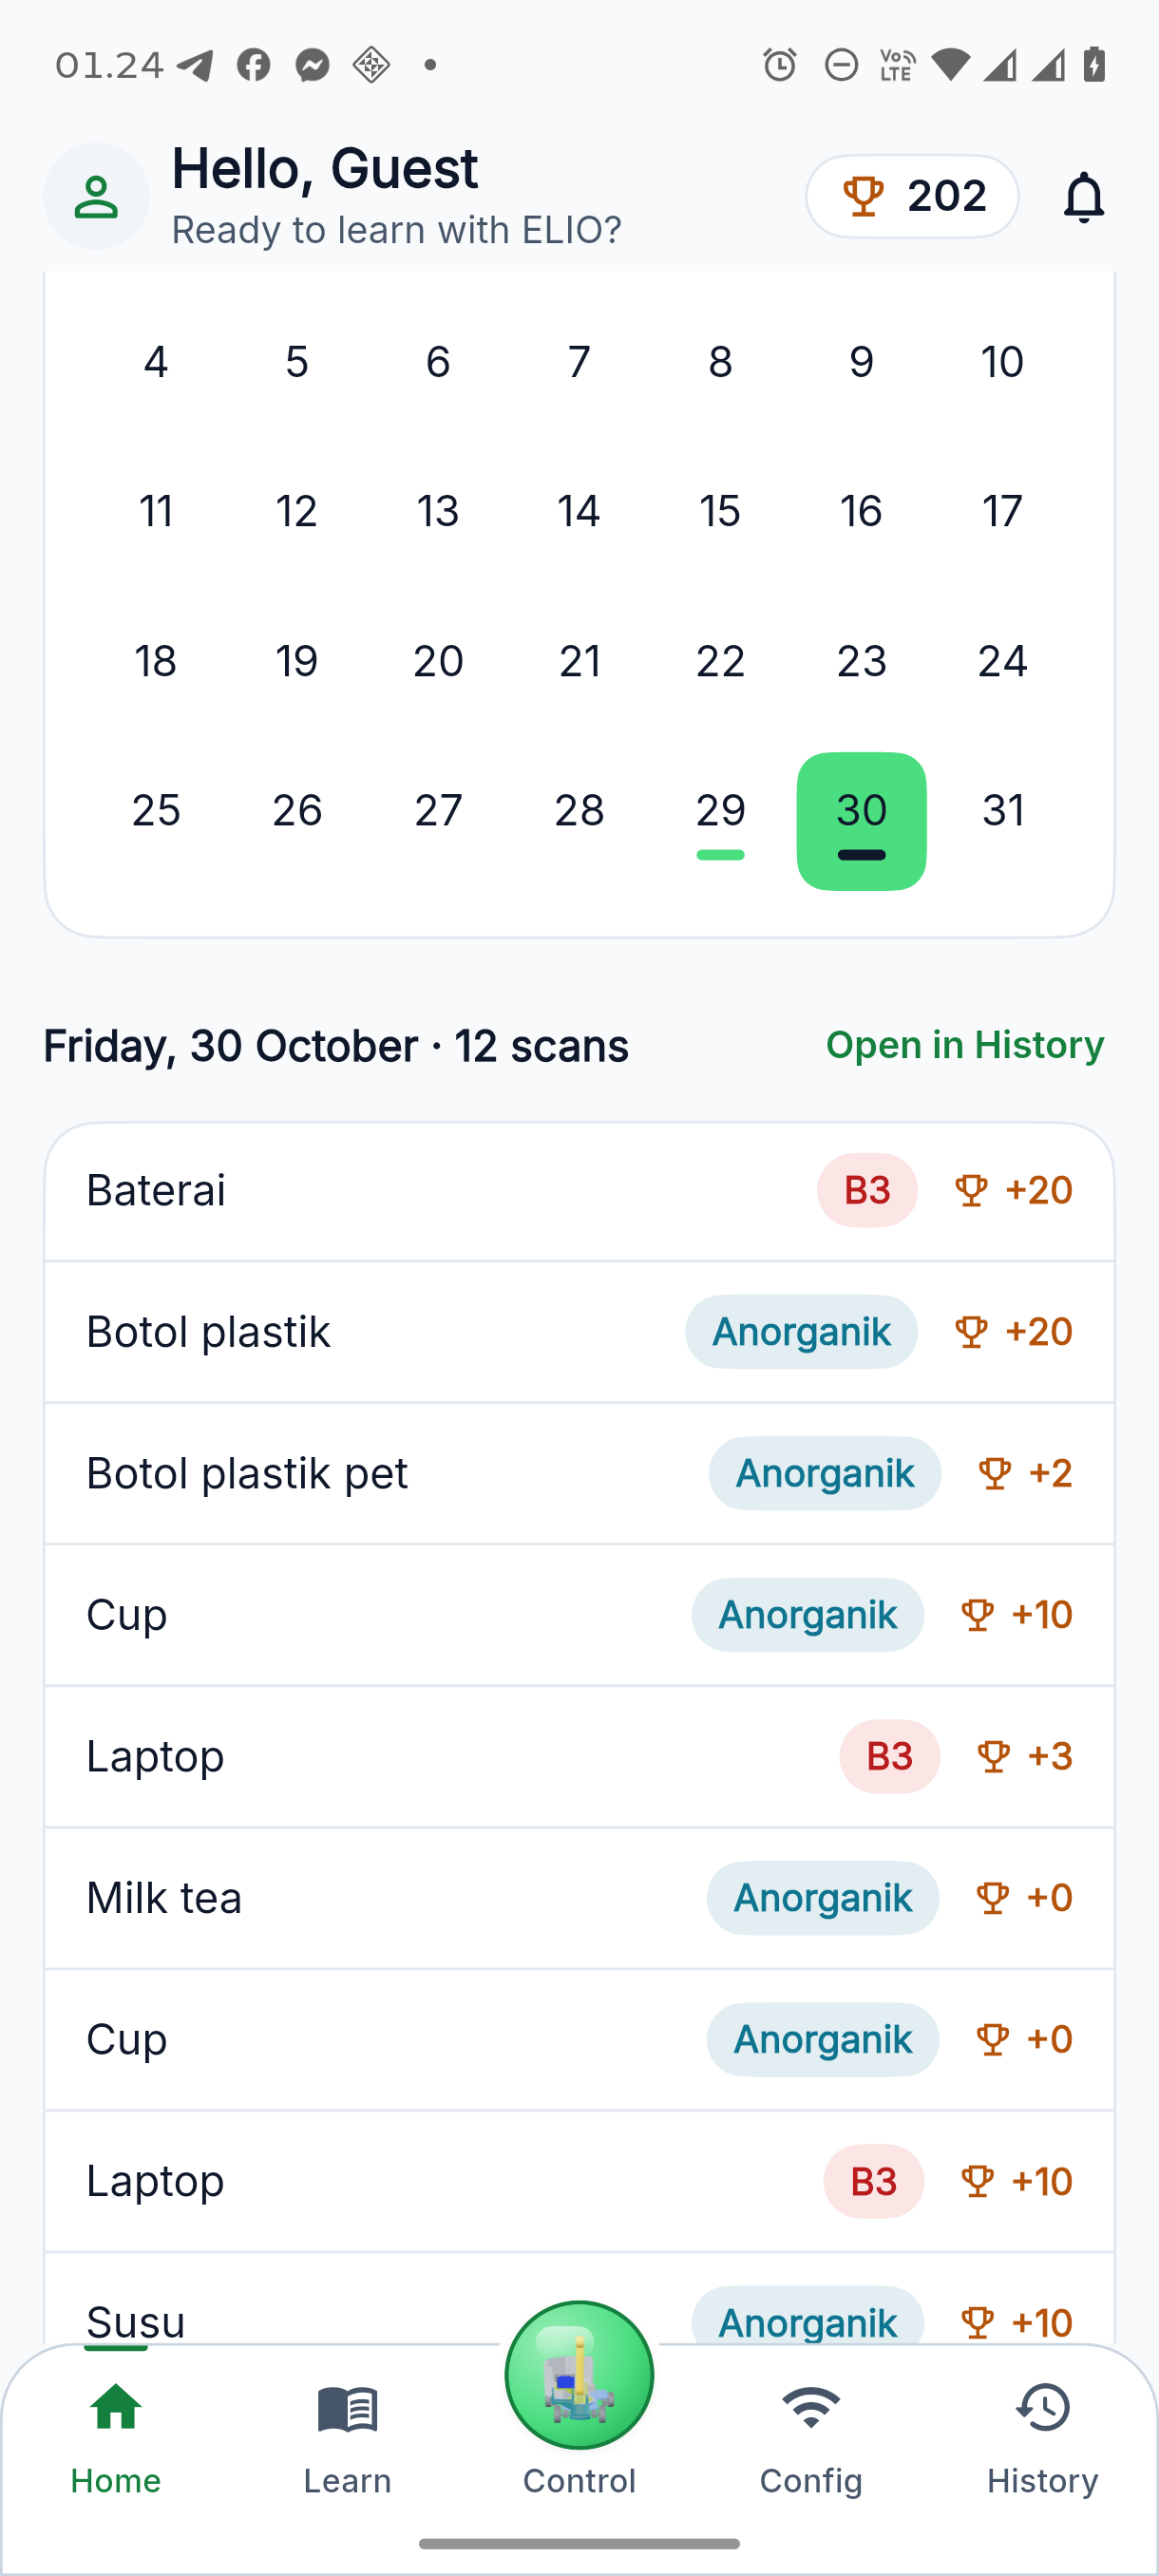 01.24
Vo LTE
Hello, Guest
Ready to learn with ELIO?
202
4 5 6 7 8 9 10
11 12 13 14 15 16 17
18 19 20 21 22 23 24
25 26 27 28 29 30 31
Friday, 30 October · 12 scans
Open in History
Baterai B3 +20
Botol plastik Anorganik +20
Botol plastik pet Anorganik +2
Cup Anorganik +10
Laptop B3 +3
Milk tea Anorganik +0
Cup Anorganik +0
Laptop B3 +10
Susu Anorganik +10
Home Learn Control Config History